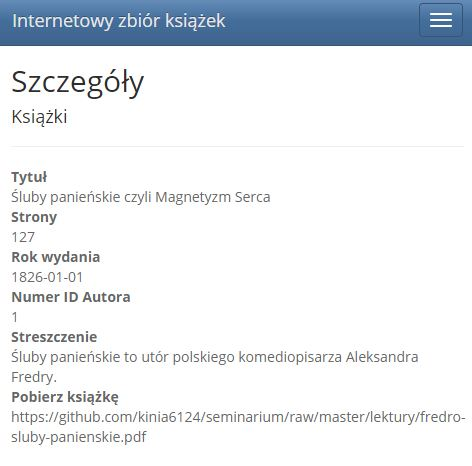 Internetowy zbiór książek
Szczegóły
Książki
Tytuł
Śluby panieńskie czyli Magnetyzm Serca
Strony
127
Rok wydania
1826-01-01
Numer ID Autora
1
Streszczenie
Śluby panieńskie to utór polskiego komediopisarza Aleksandra
Fredry.
Pobierz książkę
https://github.com/kinia6124/seminarium/raw/master/lektury/fredro-
sluby-panienskie.pdf